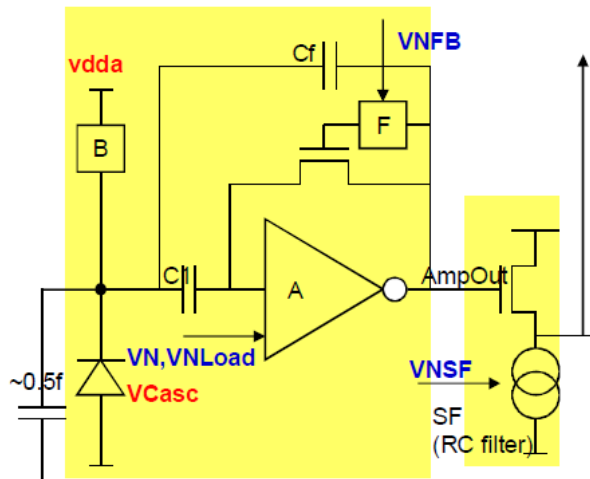 VNFB
Cf
vdda
F
B
C1
A
AmpOut
VN,VNLoad
VCasc
~0.5f
VNSF
SF
(RC filter)